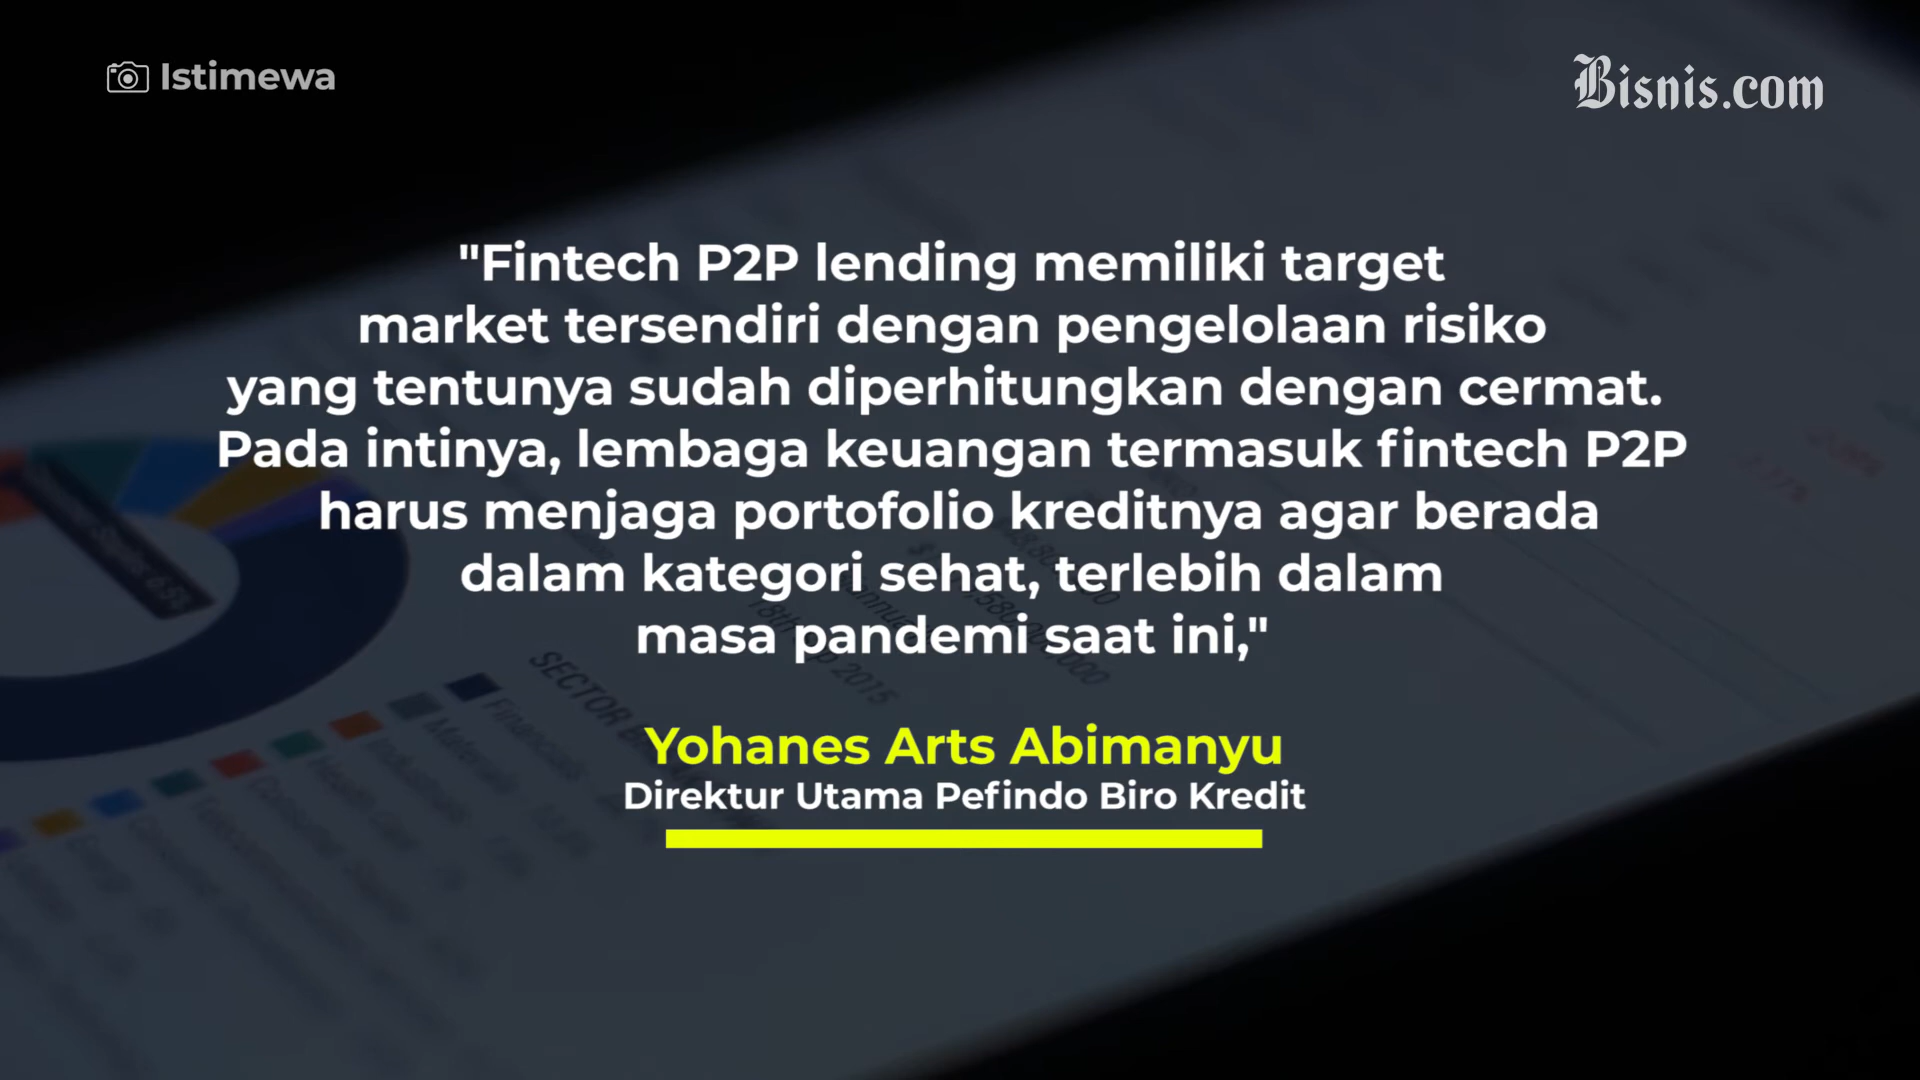 Istimewa
Bisnis.com
"Fintech P2P lending memiliki target
market tersendiri dengan pengelolaan risiko
yang tentunya sudah diperhitungkan dengan cermat.
Pada intinya, lembaga keuangan termasuk fintech P2P
harus menjaga portofolio kreditnya agar berada
dalam kategori sehat, terlebih dalam
masa pandemi saat ini,"
Yohanes Arts Abimanyu
Direktur Utama Pefindo Biro Kredit